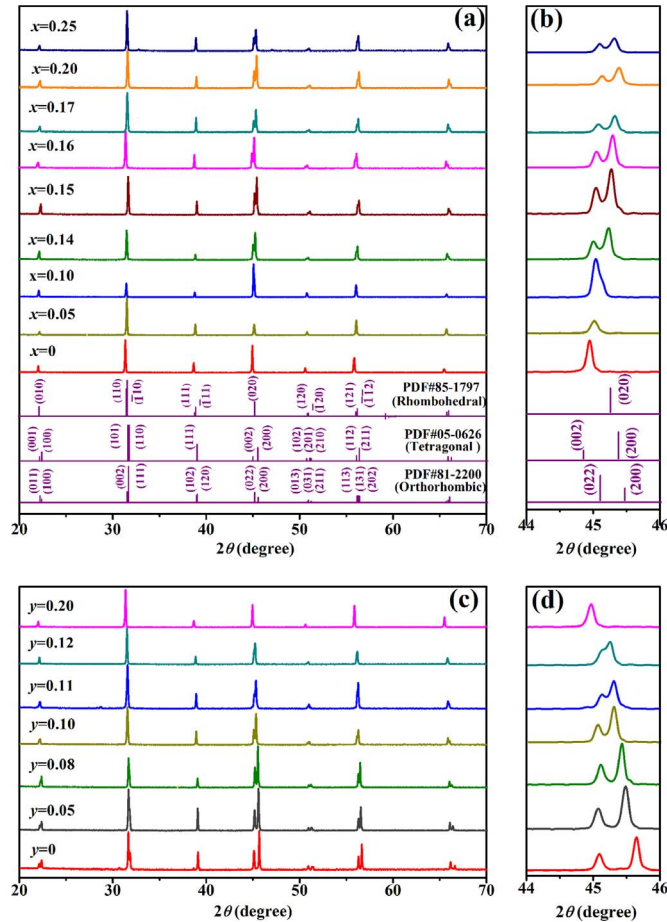 (a)
x=0.25
x=0.20
x=0.17
x=0.16
x=0.15
x=0.14
x=0.10
x=0.05
x=0
(010)
(110)
(1̄10)
(111)
(1̄11)
(020)
(120)
(1̄20)
(121)
(1̄12)
PDF#85-1797
(Rhombohedral)
(001)
(100)
(101)
(110)
(111)
(002)
(200)
(102)
(201)
(210)
(112)
(211)
PDF#05-0626
(Tetragonal)
(011)
(100)
(002)
(111)
(102)
(120)
(022)
(200)
(013)
(031)
(211)
(113)
(131)
(202)
PDF#81-2200
(Orthorhombic)
20 30 40 50 60 70
2θ (degree)
(b)
(020)
(002)
(200)
(022)
(200)
44 45 46
2θ (degree)
(c)
y=0.20
y=0.12
y=0.11
y=0.10
y=0.08
y=0.05
y=0
20 30 40 50 60 70
2θ (degree)
(d)
44 45 46
2θ (degree)